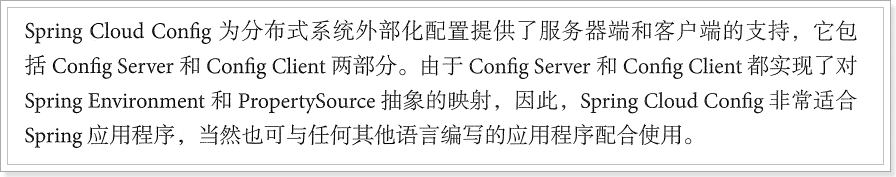 Spring Cloud Config 为分布式系统外部化配置提供了服务器端和客户端的支持，它包
括 Config Server 和 Config Client 两部分。由于 Config Server 和 Config Client 都实现了对
Spring Environment 和 PropertySource 抽象的映射，因此，Spring Cloud Config 非常适合
Spring 应用程序，当然也可与任何其他语言编写的应用程序配合使用。